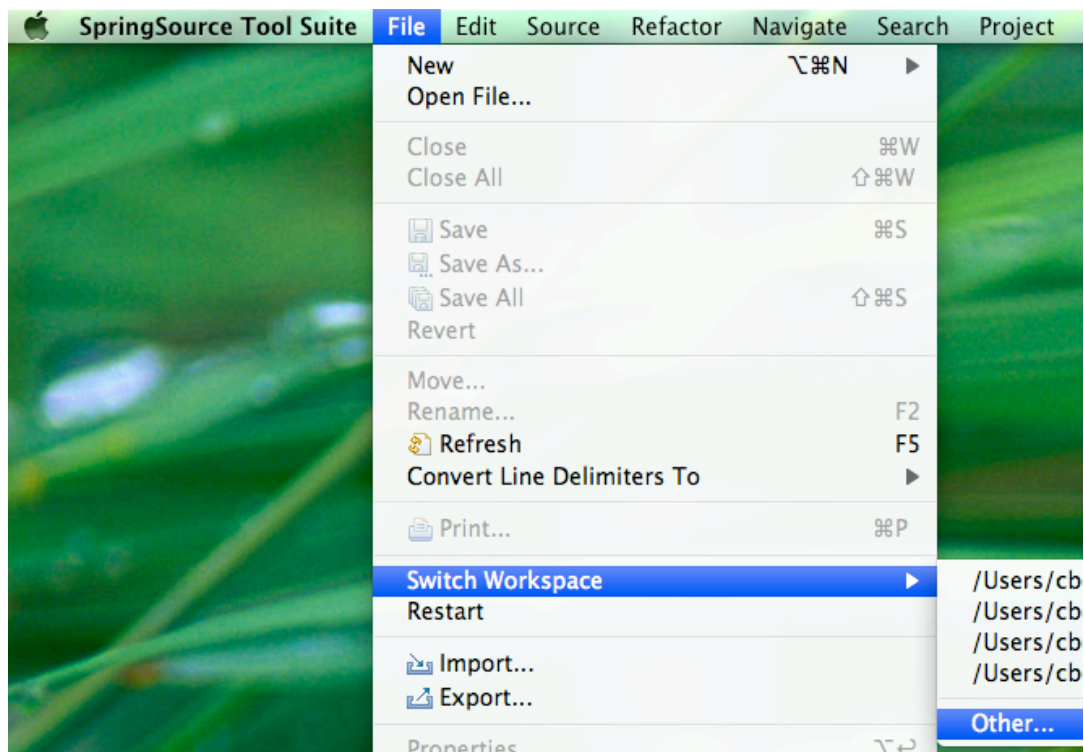 SpringSource Tool Suite File Edit Source Refactor Navigate Search Project
New ⌥⌘N ▶
Open File...
Close ⌘W
Close All ⇧⌘W
Save ⌘S
Save As...
Save All ⇧⌘S
Revert
Move...
Rename... F2
Refresh F5
Convert Line Delimiters To ▶
Print... ⌘P
Switch Workspace ▶ /Users/cb
Restart /Users/cb
/Users/cb
Import... /Users/cb
Export...
Other...
Properties ⌥↩